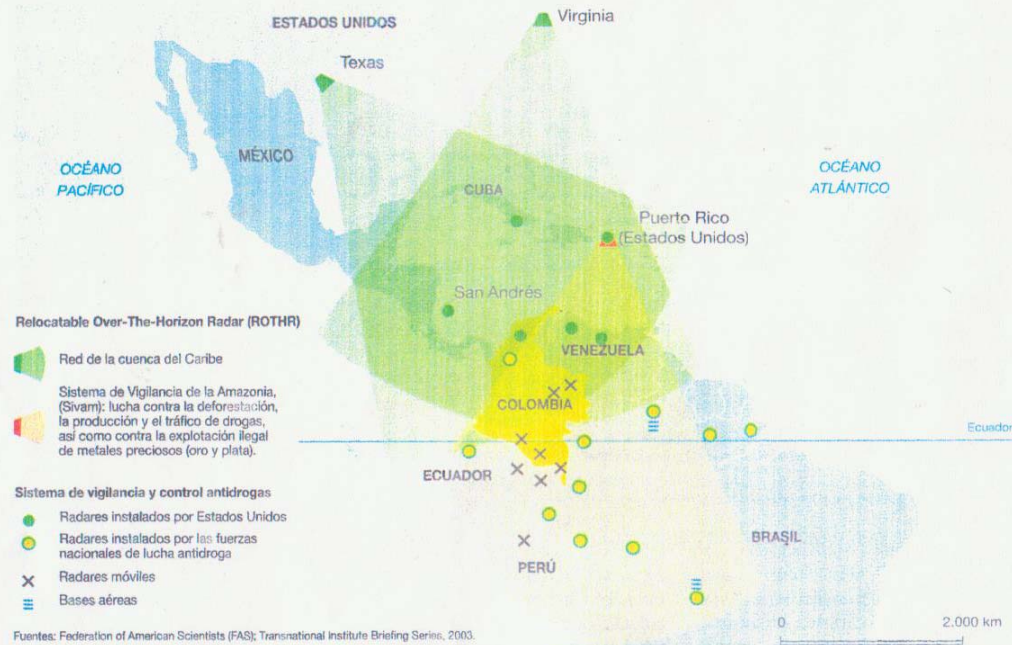 ESTADOS UNIDOS
Virginia
Texas
OCÉANO
PACÍFICO
MÉXICO
OCÉANO
ATLÁNTICO
CUBA
Puerto Rico
(Estados Unidos)
San Andrés
VENEZUELA
COLOMBIA
Ecuador
ECUADOR
BRASIL
PERÚ
Relocatable Over-The-Horizon Radar (ROTHR)
Red de la cuenca del Caribe
Sistema de Vigilancia de la Amazonia,
(Sivam): lucha contra la deforestación,
la producción y el tráfico de drogas,
así como contra la explotación ilegal
de metales preciosos (oro y plata).
Sistema de vigilancia y control antidrogas
Radares instalados por Estados Unidos
Radares instalados por las fuerzas
nacionales de lucha antidroga
Radares móviles
Bases aéreas
0 2.000 km
Fuentes: Federation of American Scientists (FAS); Transnational Institute Briefing Series, 2003.